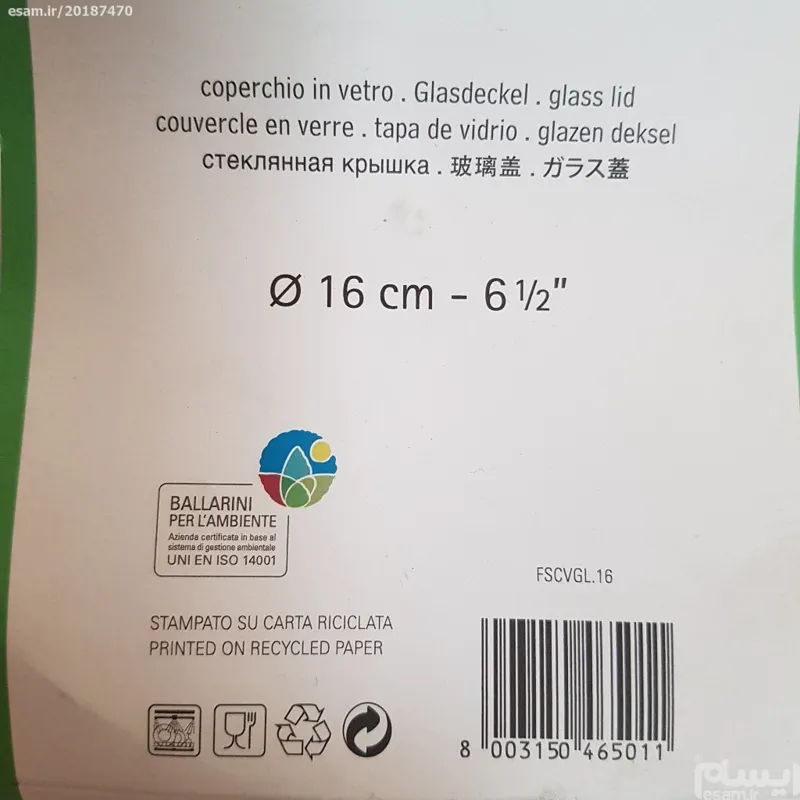 esam.ir/20187470
coperchio in vetro . Glasdeckel . glass lid
couvercle en verre . tapa de vidrio . glazen deksel
стеклянная крышка . 玻璃盖 . ガラス蓋
Ø 16 cm - 6 1/2"
BALLARINI
PER L'AMBIENTE
Azienda certificata in base al
sistema di gestione ambientale
UNI EN ISO 14001
FSCVGL.16
STAMPATO SU CARTA RICICLATA
PRINTED ON RECYCLED PAPER
8 003150 465011
ایسام
esam.ir